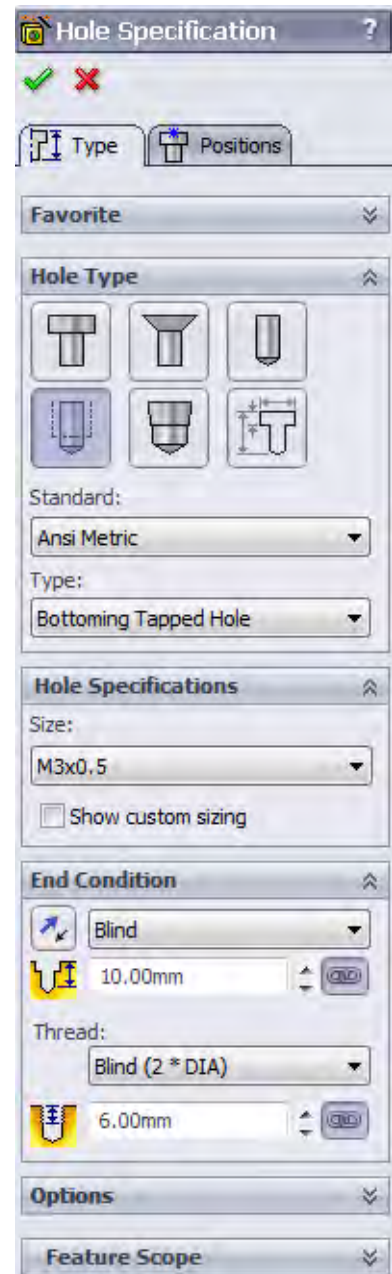 Hole Specification ?
Type Positions
Favorite
Hole Type
Standard:
Ansi Metric
Type:
Bottoming Tapped Hole
Hole Specifications
Size:
M3x0.5
Show custom sizing
End Condition
Blind
10.00mm
Thread:
Blind (2 * DIA)
6.00mm
Options
Feature Scope